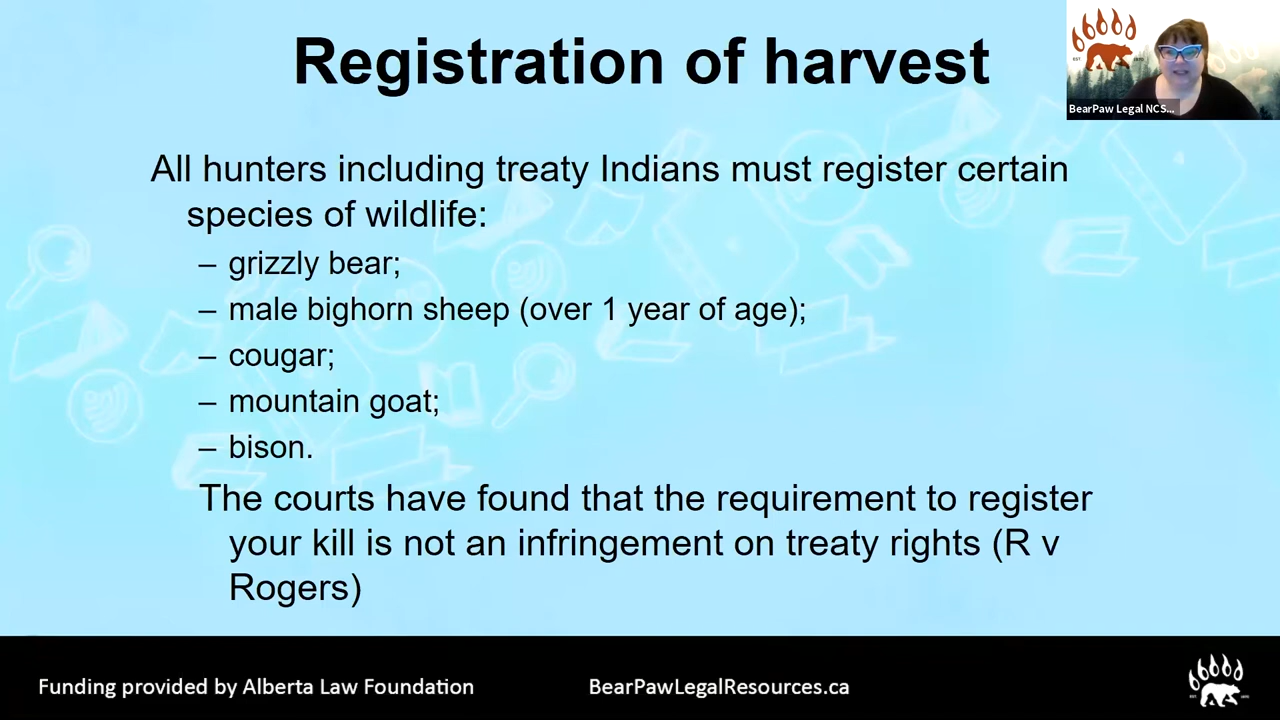 Registration of harvest
BearPaw Legal NCS...
All hunters including treaty Indians must register certain
species of wildlife:
– grizzly bear;
– male bighorn sheep (over 1 year of age);
– cougar;
– mountain goat;
– bison.
The courts have found that the requirement to register
your kill is not an infringement on treaty rights (R v
Rogers)
Funding provided by Alberta Law Foundation
BearPawLegalResources.ca